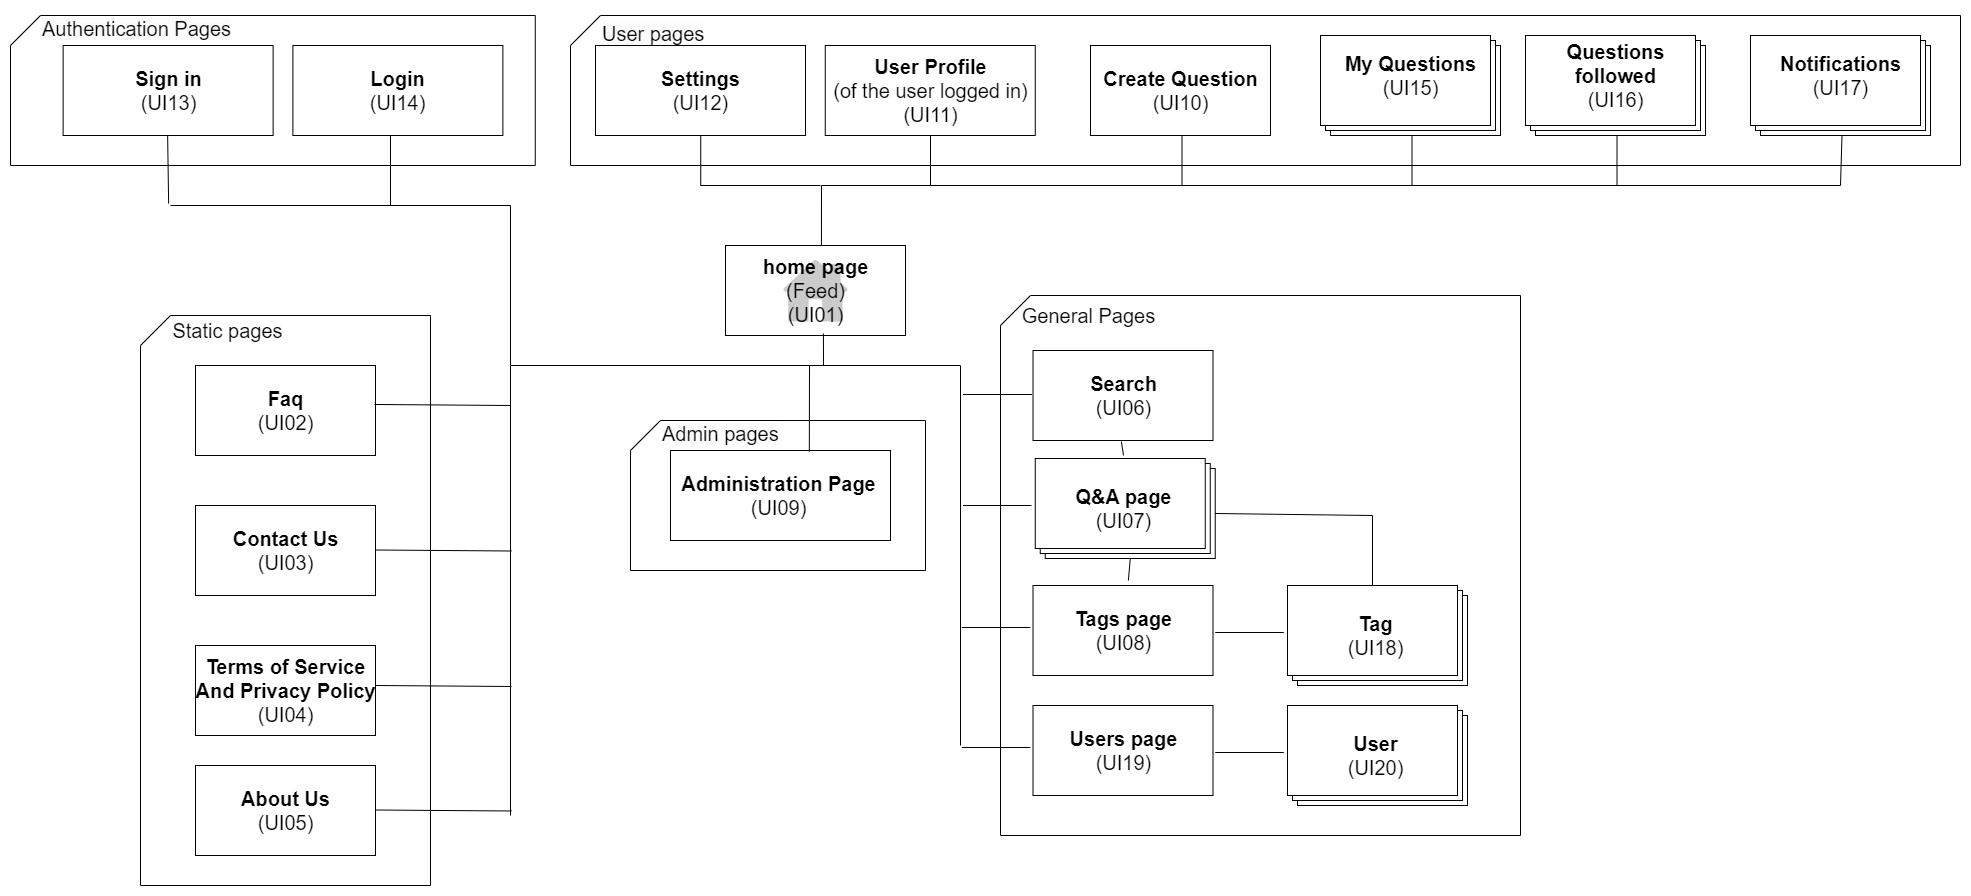 Authentication Pages
Sign in
(UI13)
Login
(UI14)
User pages
Settings
(UI12)
User Profile
(of the user logged in)
(UI11)
Create Question
(UI10)
My Questions
(UI15)
Questions
followed
(UI16)
Notifications
(UI17)
home page
(Feed)
(UI01)
Static pages
Faq
(UI02)
Contact Us
(UI03)
Terms of Service
And Privacy Policy
(UI04)
About Us
(UI05)
Admin pages
Administration Page
(UI09)
General Pages
Search
(UI06)
Q&A page
(UI07)
Tags page
(UI08)
Tag
(UI18)
Users page
(UI19)
User
(UI20)